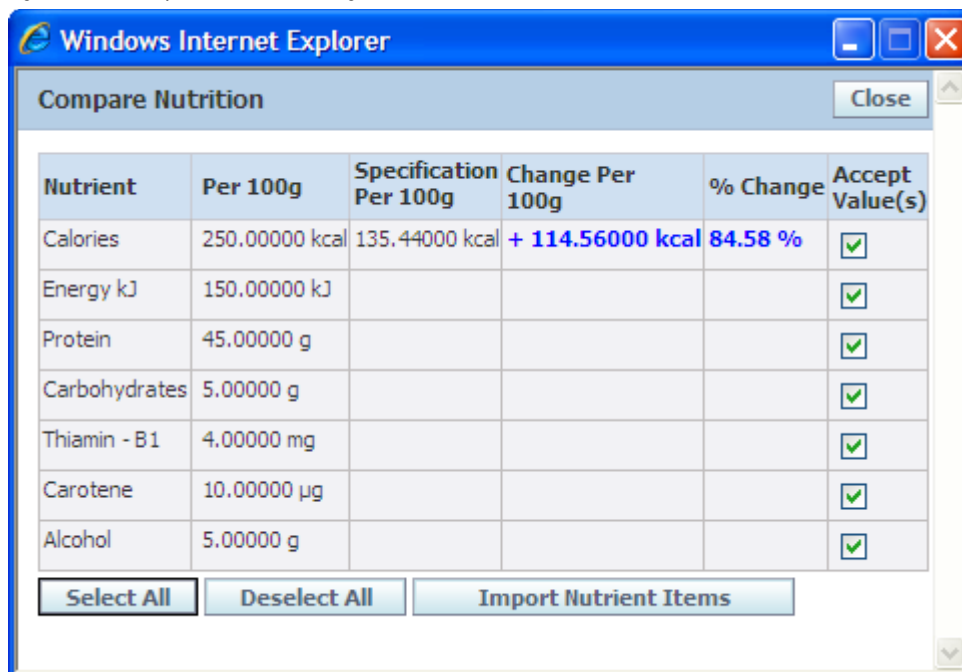 Windows Internet Explorer
Compare Nutrition Close
Nutrient Per 100g Specification Per 100g Change Per 100g % Change Accept Value(s)
Calories 250.00000 kcal 135.44000 kcal + 114.56000 kcal 84.58 %
Energy kJ 150.00000 kJ
Protein 45.00000 g
Carbohydrates 5.00000 g
Thiamin - B1 4.00000 mg
Carotene 10.00000 µg
Alcohol 5.00000 g
Select All Deselect All Import Nutrient Items